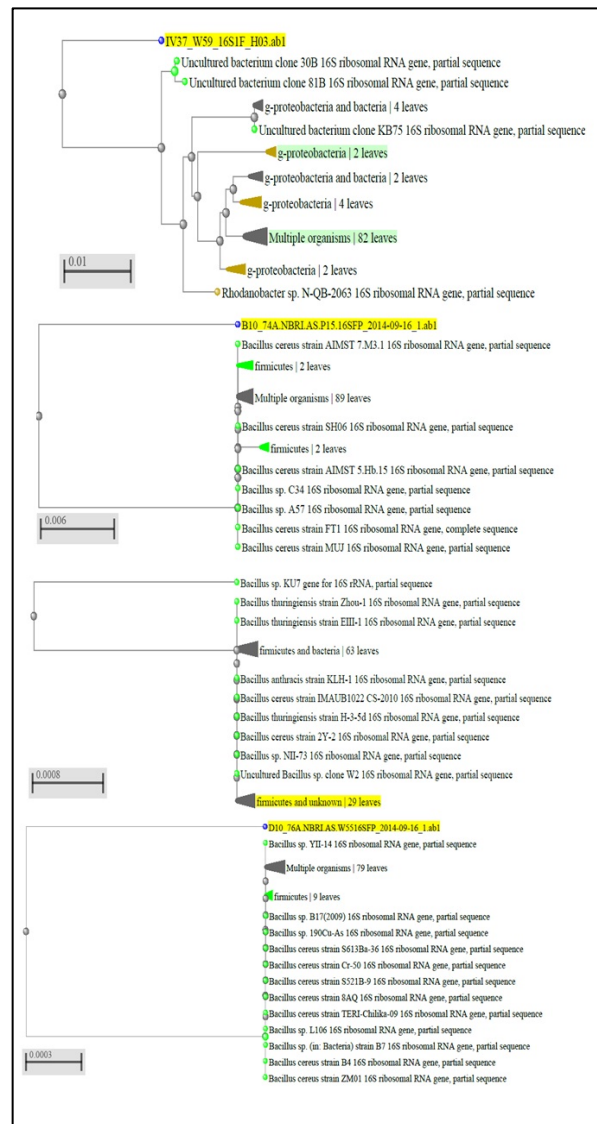 IV37_W59_16S1F_H03.ab1
Uncultured bacterium clone 30B 16S ribosomal RNA gene, partial sequence
Uncultured bacterium clone 81B 16S ribosomal RNA gene, partial sequence
g-proteobacteria and bacteria | 4 leaves
Uncultured bacterium clone KB75 16S ribosomal RNA gene, partial sequence
g-proteobacteria | 2 leaves
g-proteobacteria and bacteria | 2 leaves
g-proteobacteria | 4 leaves
Multiple organisms | 82 leaves
0.01
g-proteobacteria | 2 leaves
Rhodanobacter sp. N-QB-2063 16S ribosomal RNA gene, partial sequence
B10_74A.NBRI.AS.P15.16SFP_2014-09-16_1.ab1
Bacillus cereus strain AIMST 7.M3.1 16S ribosomal RNA gene, partial sequence
firmicutes | 2 leaves
Multiple organisms | 89 leaves
Bacillus cereus strain SH06 16S ribosomal RNA gene, partial sequence
firmicutes | 2 leaves
Bacillus cereus strain AIMST 5.Hb.15 16S ribosomal RNA gene, partial sequence
Bacillus sp. C34 16S ribosomal RNA gene, partial sequence
Bacillus sp. A57 16S ribosomal RNA gene, partial sequence
0.006
Bacillus cereus strain FT1 16S ribosomal RNA gene, complete sequence
Bacillus cereus strain MUJ 16S ribosomal RNA gene, partial sequence
Bacillus sp. KU7 gene for 16S rRNA, partial sequence
Bacillus thuringiensis strain Zhou-1 16S ribosomal RNA gene, partial sequence
Bacillus thuringiensis strain EIII-1 16S ribosomal RNA gene, partial sequence
firmicutes and bacteria | 63 leaves
Bacillus anthracis strain KLH-1 16S ribosomal RNA gene, partial sequence
Bacillus cereus strain IMAUB1022 CS-2010 16S ribosomal RNA gene, partial sequence
Bacillus thuringiensis strain H-3-5d 16S ribosomal RNA gene, partial sequence
Bacillus cereus strain 2Y-2 16S ribosomal RNA gene, partial sequence
Bacillus sp. NII-73 16S ribosomal RNA gene, partial sequence
Uncultured Bacillus sp. clone W2 16S ribosomal RNA gene, partial sequence
0.0008
firmicutes and unknown | 29 leaves
D10_76A.NBRI.AS.W5516SFP_2014-09-16_1.ab1
Bacillus sp. YII-14 16S ribosomal RNA gene, partial sequence
Multiple organisms | 79 leaves
firmicutes | 9 leaves
Bacillus sp. B17(2009) 16S ribosomal RNA gene, partial sequence
Bacillus sp. 190Cu-As 16S ribosomal RNA gene, partial sequence
Bacillus cereus strain S613Ba-36 16S ribosomal RNA gene, partial sequence
Bacillus cereus strain Cr-50 16S ribosomal RNA gene, partial sequence
Bacillus cereus strain S521B-9 16S ribosomal RNA gene, partial sequence
Bacillus cereus strain 8AQ 16S ribosomal RNA gene, partial sequence
Bacillus cereus strain TERI-Chilika-09 16S ribosomal RNA gene, partial sequence
Bacillus sp. L106 16S ribosomal RNA gene, partial sequence
Bacillus sp. (in: Bacteria) strain B7 16S ribosomal RNA gene, partial sequence
0.0003
Bacillus cereus strain B4 16S ribosomal RNA gene, partial sequence
Bacillus cereus strain ZM01 16S ribosomal RNA gene, partial sequence